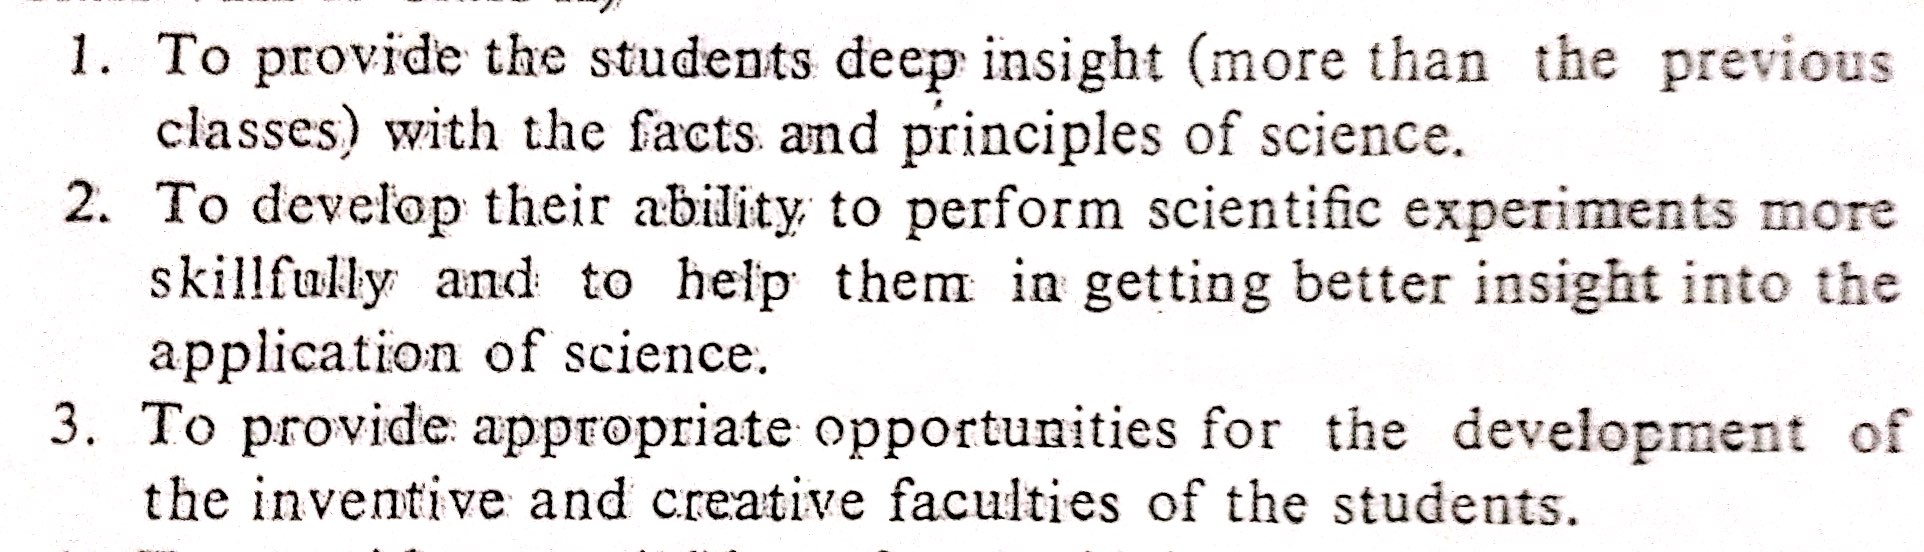 1. To provide the students deep insight (more than the previous
classes) with the facts and principles of science.
2. To develop their ability to perform scientific experiments more
skillfully and to help them in getting better insight into the
application of science.
3. To provide appropriate opportunities for the development of
the inventive and creative faculties of the students.